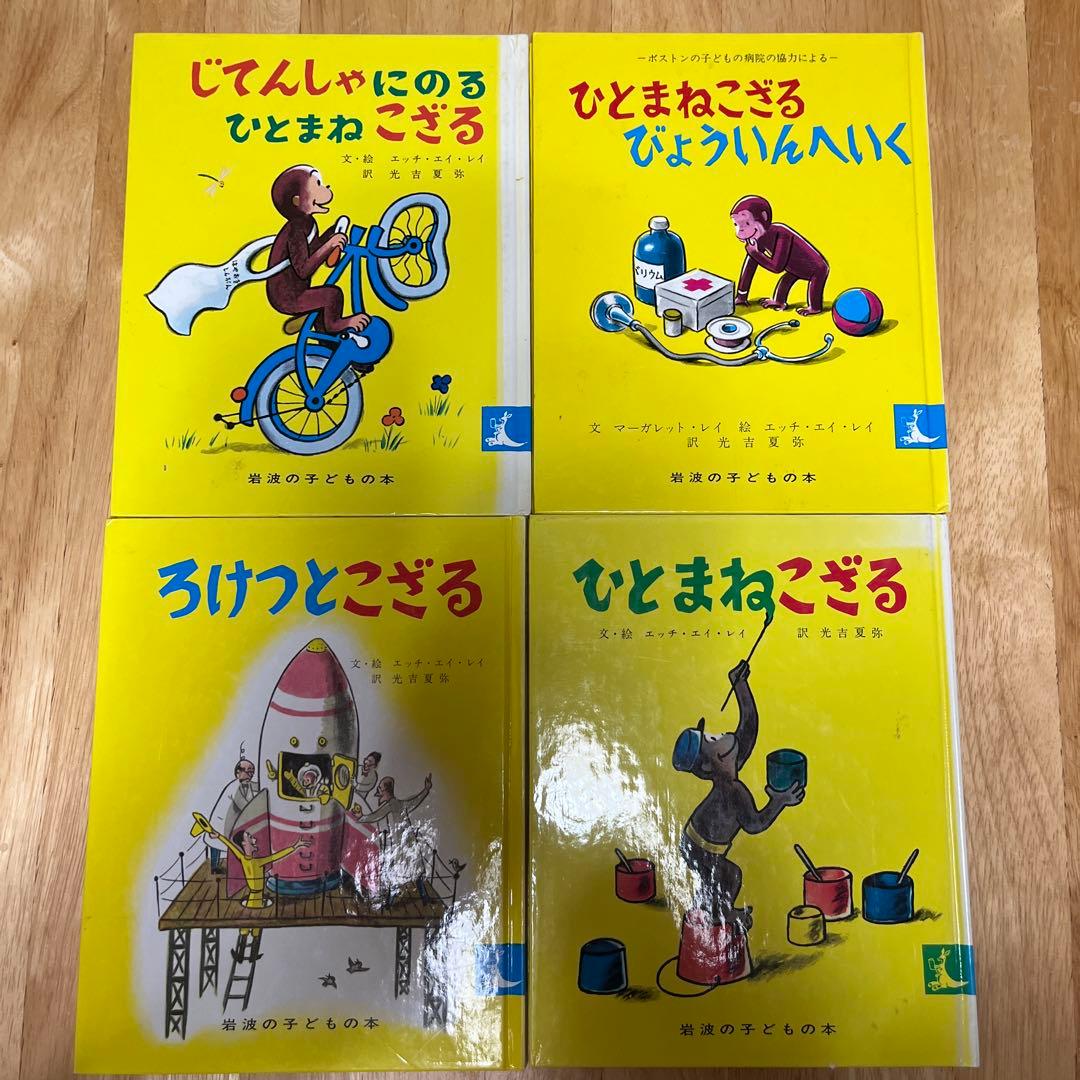 じてんしゃにのる
ひとまねこざる
文・絵 エッチ・エイ・レイ
訳 光吉夏弥
岩波の子どもの本
ーボストンの子どもの病院の協力によるー
ひとまねこざる
びょういんへいく
バリウム
文 マーガレット・レイ 絵 エッチ・エイ・レイ
訳 光吉夏弥
岩波の子どもの本
ろけっとこざる
文・絵 エッチ・エイ・レイ
訳 光吉夏弥
岩波の子どもの本
ひとまねこざる
文・絵 エッチ・エイ・レイ 訳 光吉夏弥
岩波の子どもの本